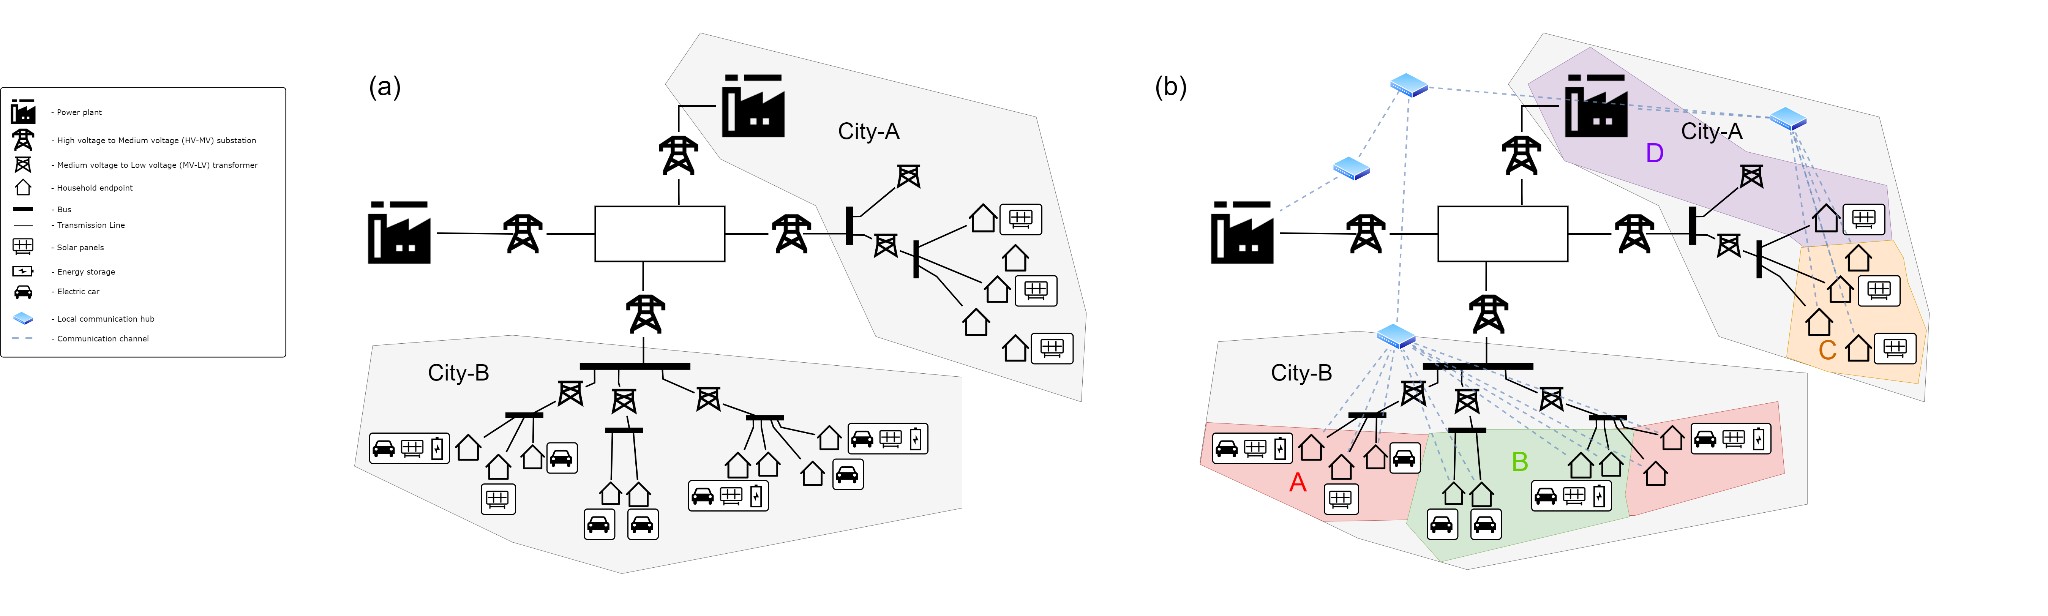 - Power plant
- High voltage to Medium voltage (HV-MV) substation
- Medium voltage to Low voltage (MV-LV) transformer
- Household endpoint
- Bus
- Transmission Line
- Solar panels
- Energy storage
- Electric car
- Local communication hub
- Communication channel
(a)
City-A
City-B
(b)
City-A
D
C
City-B
B
A